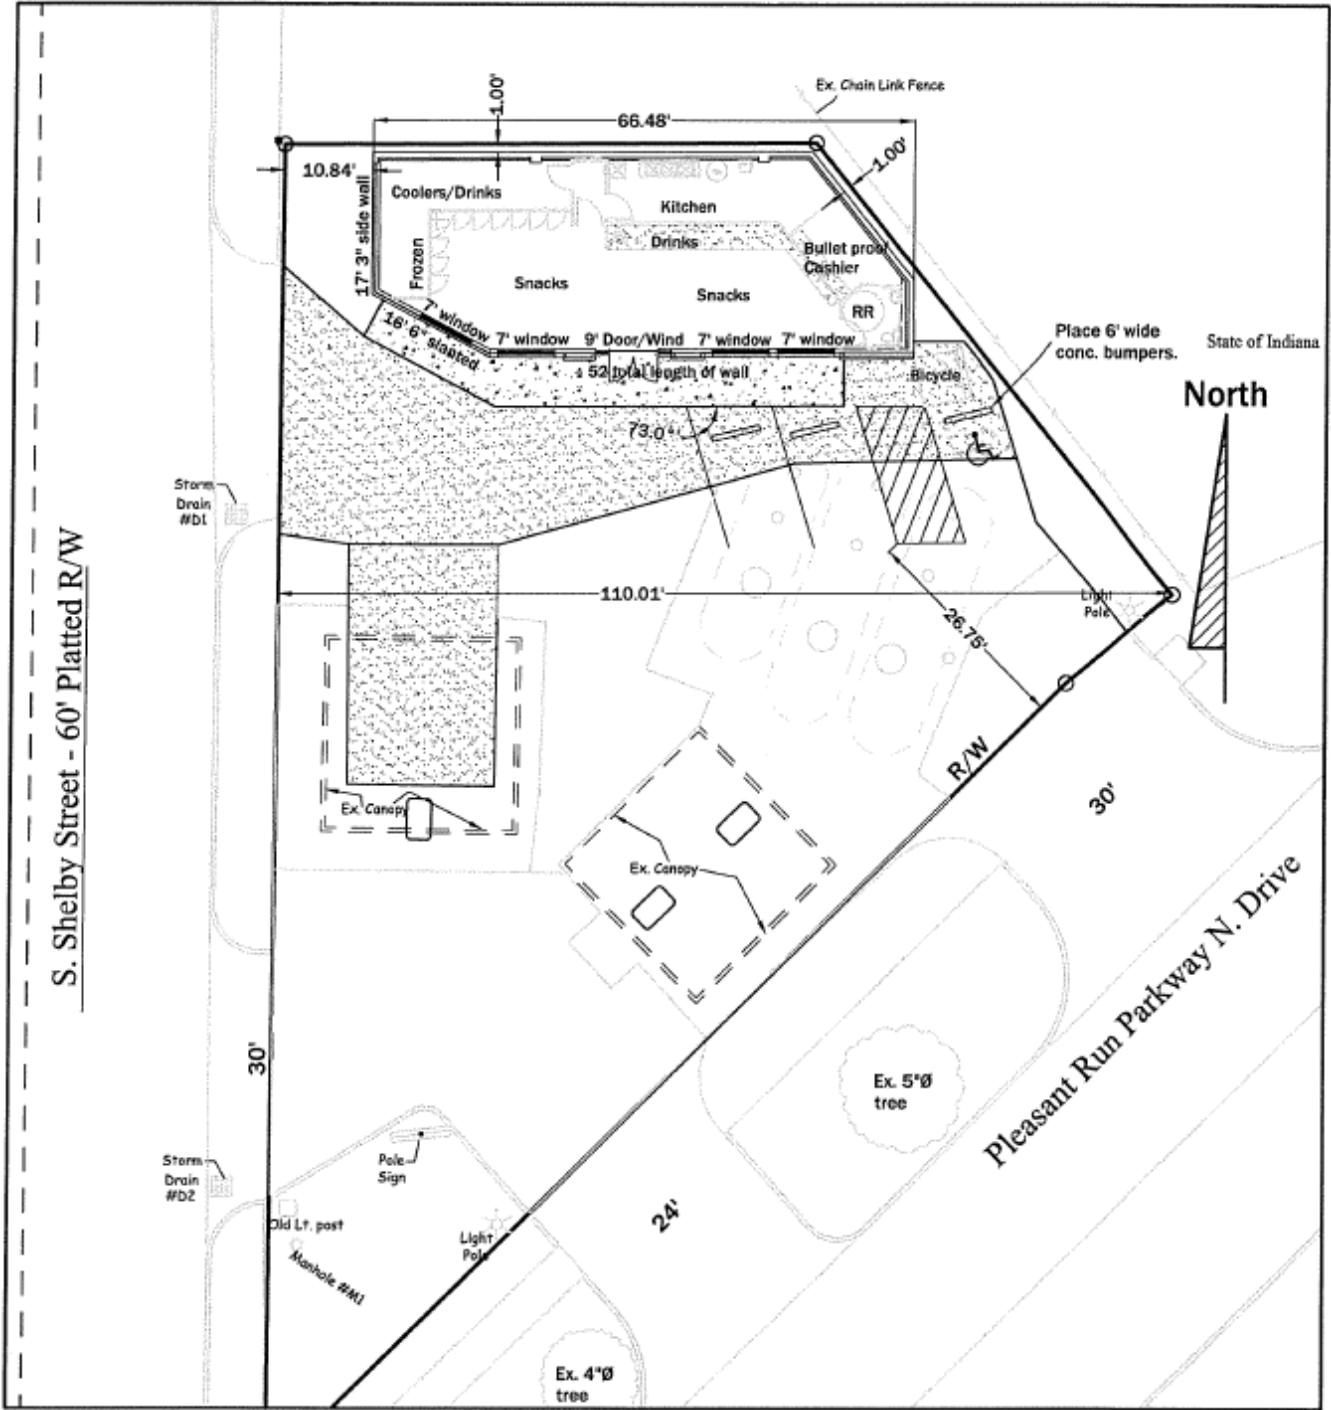 Ex. Chain Link Fence
1.00'
66.48'
1.00'
10.84'
Coolers/Drinks
Kitchen
17' 3" side wall
Frozen
Drinks
Bullet proof
Cashier
Snacks
Snacks
RR
7' window
16' 6" slanted
7' window
9' Door/Wind
7' window
7' window
52 total length of wall
Place 6' wide
conc. bumpers.
State of Indiana
Bicycle
North
73.0°
Storm
Drain
#D1
S. Shelby Street - 60' Platted R/W
110.01'
Light
Pole
26.75'
R/W
30'
Ex. Canopy
Ex. Canopy
Pleasant Run Parkway N. Drive
30'
Ex. 5"Ø
tree
Storm
Drain
#D2
Pole
Sign
24'
Old Lt. post
Manhole #M1
Light
Pole
Ex. 4"Ø
tree